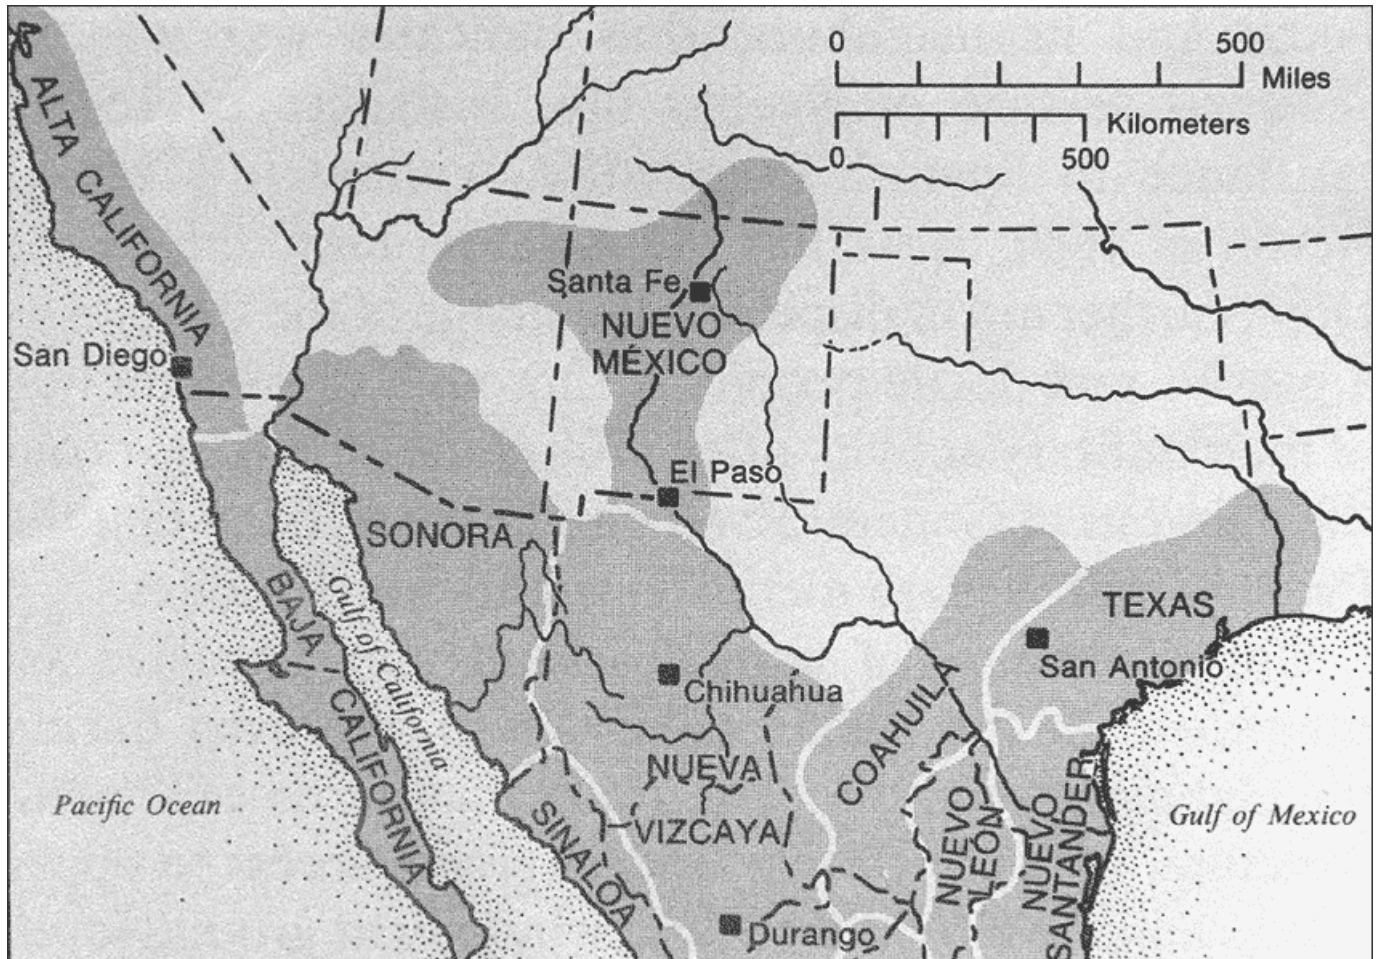 0 500
Miles
Kilometers
0 500
ALTA CALIFORNIA
Santa Fe
NUEVO
MÉXICO
San Diego
El Paso
SONORA
BAJA
CALIFORNIA
Gulf of California
TEXAS
San Antonio
Chihuahua
COAHUILA
NUEVA
VIZCAYA
SINALOA
NUEVO
LEÓN
NUEVO
SANTANDER
Pacific Ocean
Gulf of Mexico
Durango